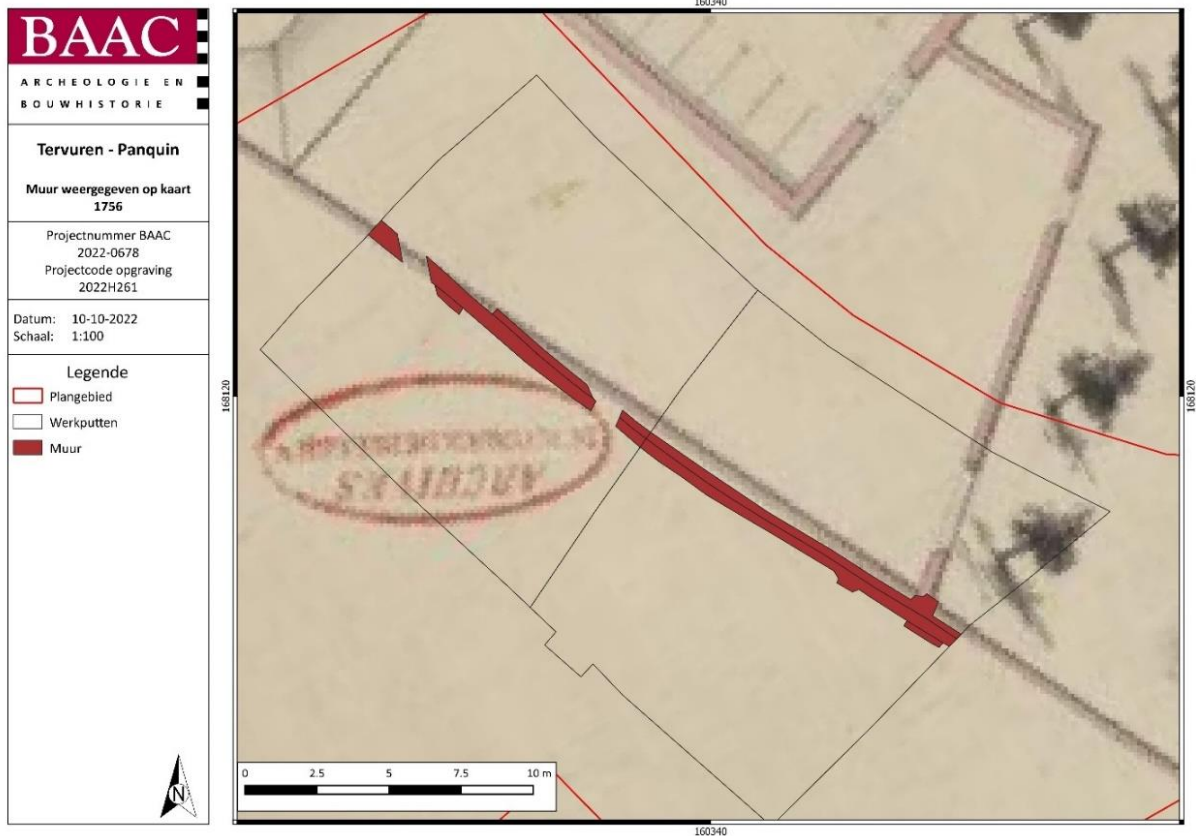 BAAC
ARCHEOLOGIE EN
BOUWHISTORIE
Tervuren - Panquin
Muur weergegeven op kaart
1756
Projectnummer BAAC
2022-0678
Projectcode opgraving
2022H261
Datum: 10-10-2022
Schaal: 1:100
Legende
Plangebied
Werkputten
Muur
N
160340
168120
168120
ARCHIVES
0 2.5 5 7.5 10 m
160340